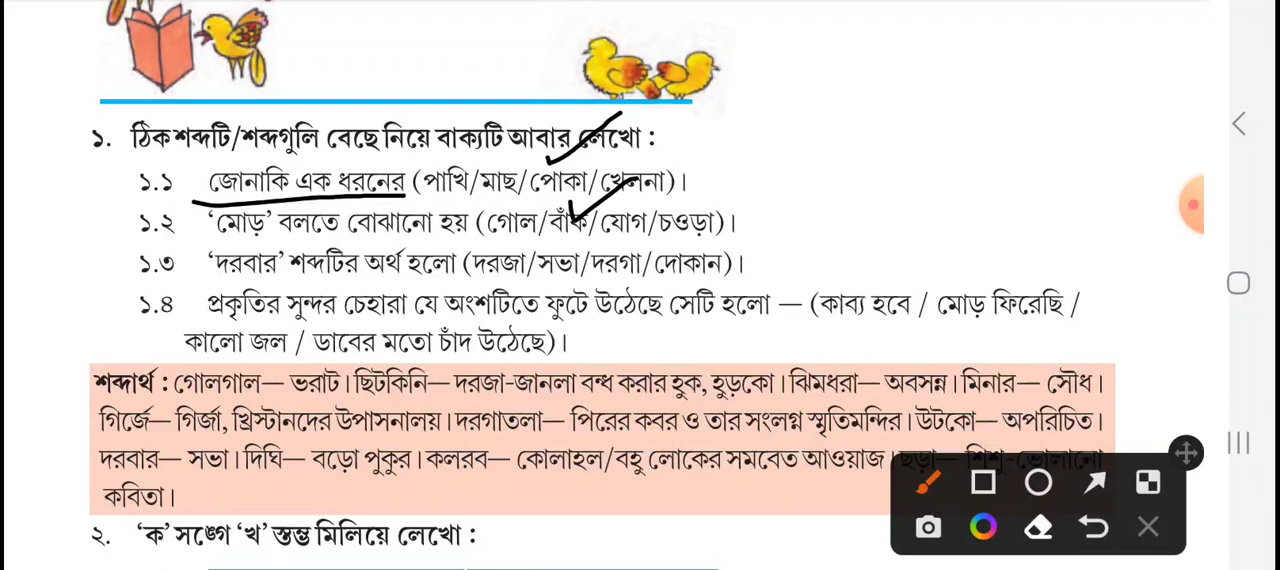 ১. ঠিক শব্দটি/শব্দগুলি বেছে নিয়ে বাক্যটি আবার লেখো :
১.১ জোনাকি এক ধরনের (পাখি/মাছ/পোকা/খেলনা)।
১.২ ‘মোড়’ বলতে বোঝানো হয় (গোল/বাঁক/যোগ/চওড়া)।
১.৩ ‘দরবার’ শব্দটির অর্থ হলো (দরজা/সভা/দরগা/দোকান)।
১.৪ প্রকৃতির সুন্দর চেহারা যে অংশটিতে ফুটে উঠেছে সেটি হলো — (কাব্য হবে / মোড় ফিরেছি /
কালো জল / ডাবের মতো চাঁদ উঠেছে)।
শব্দার্থ : গোলগাল— ভরাট। ছিটকিনি— দরজা-জানলা বন্ধ করার হুক, হুড়কো। ঝিমধরা— অবসন্ন। মিনার— সৌধ।
গির্জে— গির্জা, খ্রিস্টানদের উপাসনালয়। দরগাতলা— পিরের কবর ও তার সংলগ্ন স্মৃতিমন্দির। উটকো— অপরিচিত।
দরবার— সভা। দিঘি— বড়ো পুকুর। কলরব— কোলাহল/বহু লোকের সমবেত আওয়াজ। ছড়া— শিশু-ভোলানো
কবিতা।
২. ‘ক’ সঙ্গে ‘খ’ স্তম্ভ মিলিয়ে লেখো :